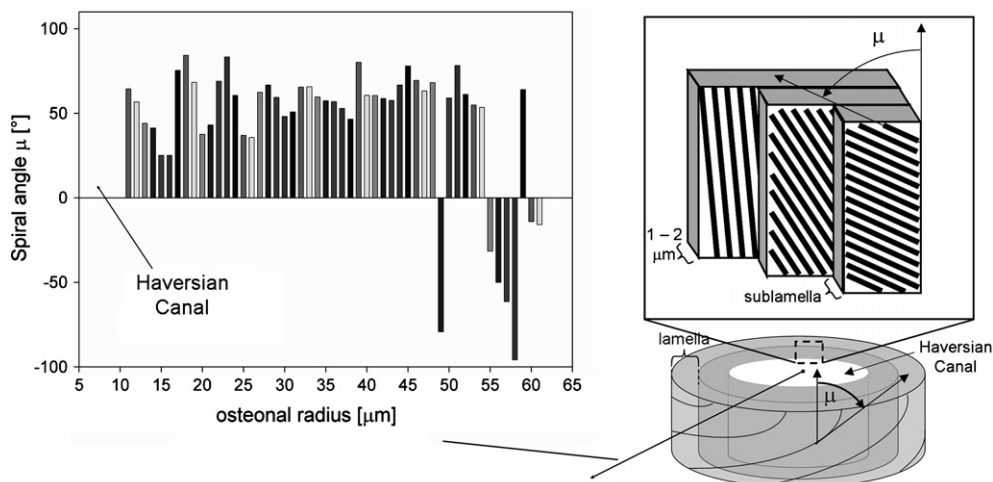 100
50
0
-50
-100
Spiral angle μ [°]
Haversian
Canal
5 10 15 20 25 30 35 40 45 50 55 60 65
osteonal radius [μm]
μ
1 – 2
μm
sublamella
lamella
Haversian
Canal
μ